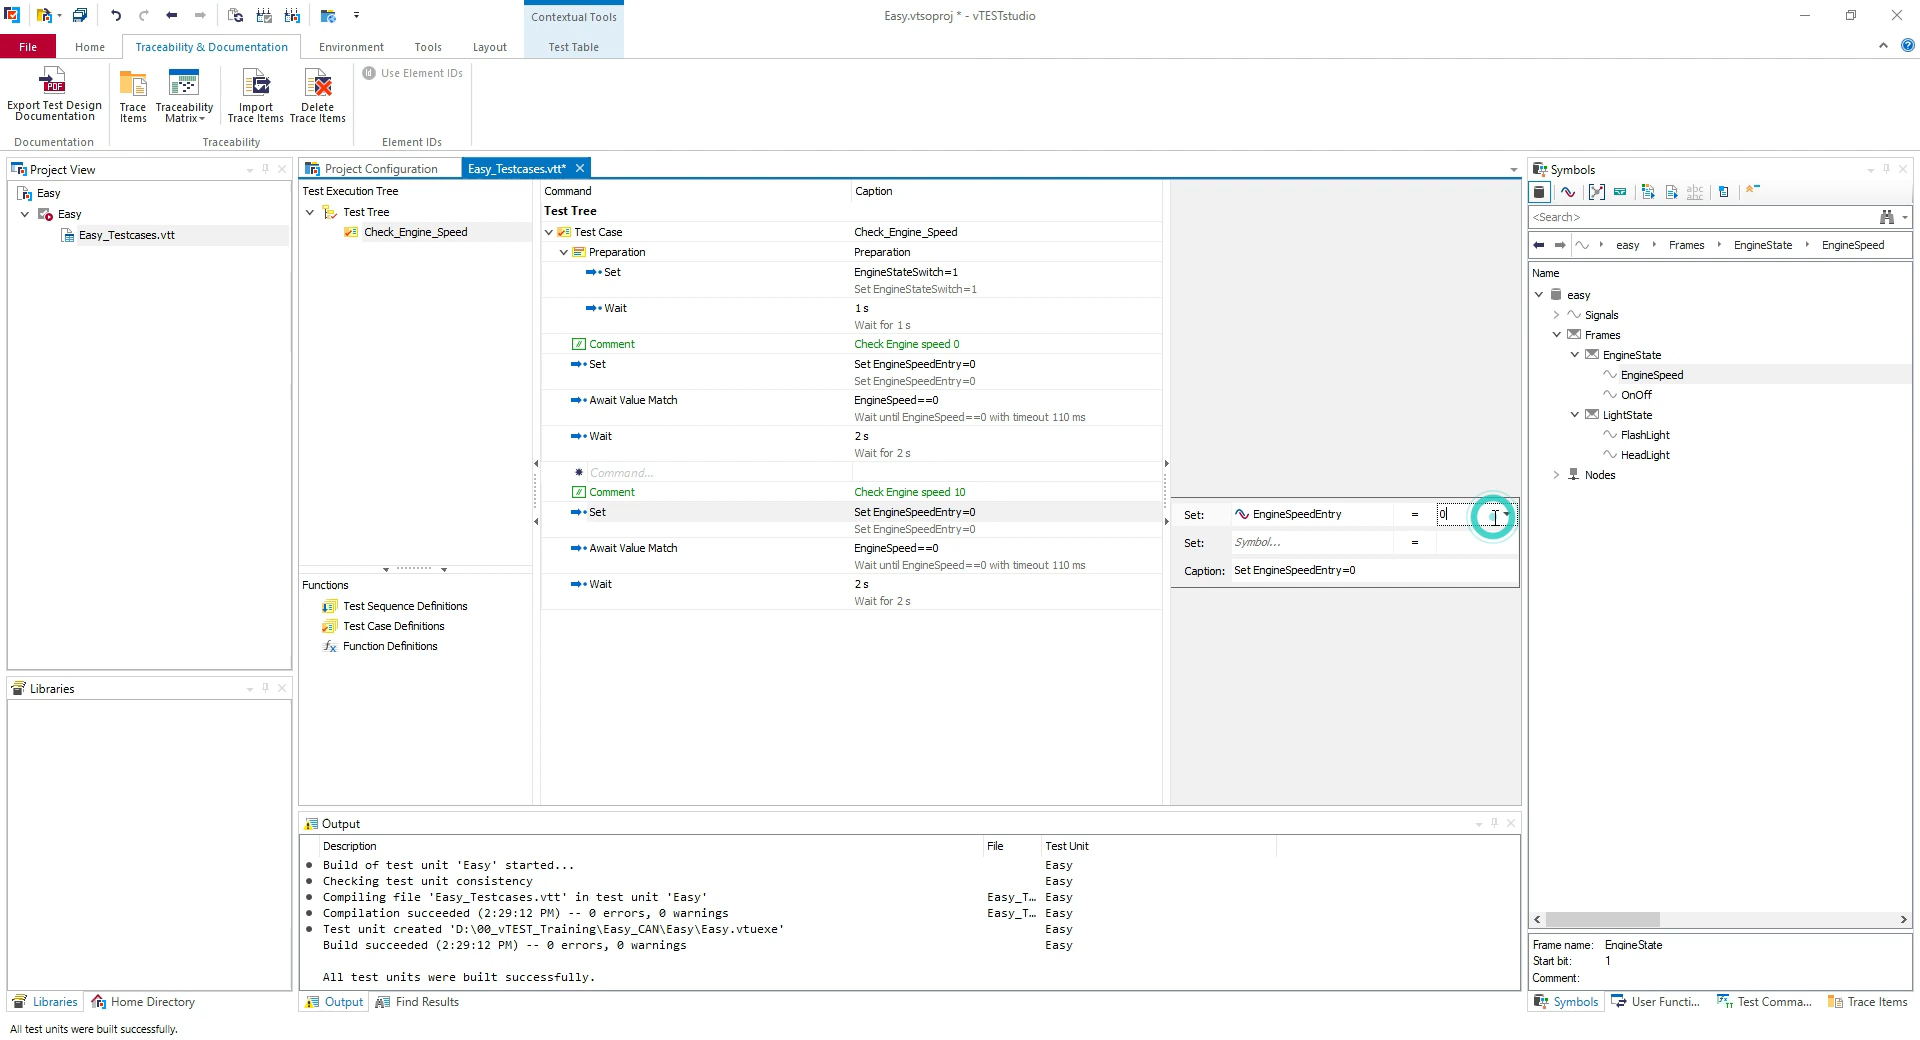 Easy.vtsoproj * - vTESTstudio
Contextual Tools
File
Home
Traceability & Documentation
Environment
Tools
Layout
Test Table
Export Test Design
Documentation
Trace
Items
Traceability
Matrix
Import
Trace Items
Delete
Trace Items
Use Element IDs
Documentation
Traceability
Element IDs
Project View
Easy
Easy
Easy_Testcases.vtt
Libraries
Libraries
Home Directory
Project Configuration
Easy_Testcases.vtt*
Test Execution Tree
Test Tree
Check_Engine_Speed
Functions
Test Sequence Definitions
Test Case Definitions
Function Definitions
Command Caption
Test Tree
Test Case Check_Engine_Speed
Preparation Preparation
Set EngineStateSwitch=1
Set EngineStateSwitch=1
Wait 1 s
Wait for 1 s
Comment Check Engine speed 0
Set Set EngineSpeedEntry=0
Set EngineSpeedEntry=0
Await Value Match EngineSpeed==0
Wait until EngineSpeed==0 with timeout 110 ms
Wait 2 s
Wait for 2 s
Command...
Comment Check Engine speed 10
Set Set EngineSpeedEntry=0
Set EngineSpeedEntry=0
Await Value Match EngineSpeed==0
Wait until EngineSpeed==0 with timeout 110 ms
Wait 2 s
Wait for 2 s
Set: EngineSpeedEntry = 0
Set: Symbol... =
Caption: Set EngineSpeedEntry=0
Output
Description File Test Unit
Build of test unit 'Easy' started... Easy
Checking test unit consistency Easy
Compiling file 'Easy_Testcases.vtt' in test unit 'Easy' Easy_T... Easy
Compilation succeeded (2:29:12 PM) -- 0 errors, 0 warnings Easy_T... Easy
Test unit created 'D:\00_vTEST_Training\Easy_CAN\Easy\Easy.vtuexe' Easy
Build succeeded (2:29:12 PM) -- 0 errors, 0 warnings Easy
All test units were built successfully.
Output
Find Results
Symbols
abc
abc
<Search>
easy Frames EngineState EngineSpeed
Name
easy
Signals
Frames
EngineState
EngineSpeed
OnOff
LightState
FlashLight
HeadLight
Nodes
Frame name: EngineState
Start bit: 1
Comment:
Symbols
User Functi...
Test Comma...
Trace Items
All test units were built successfully.